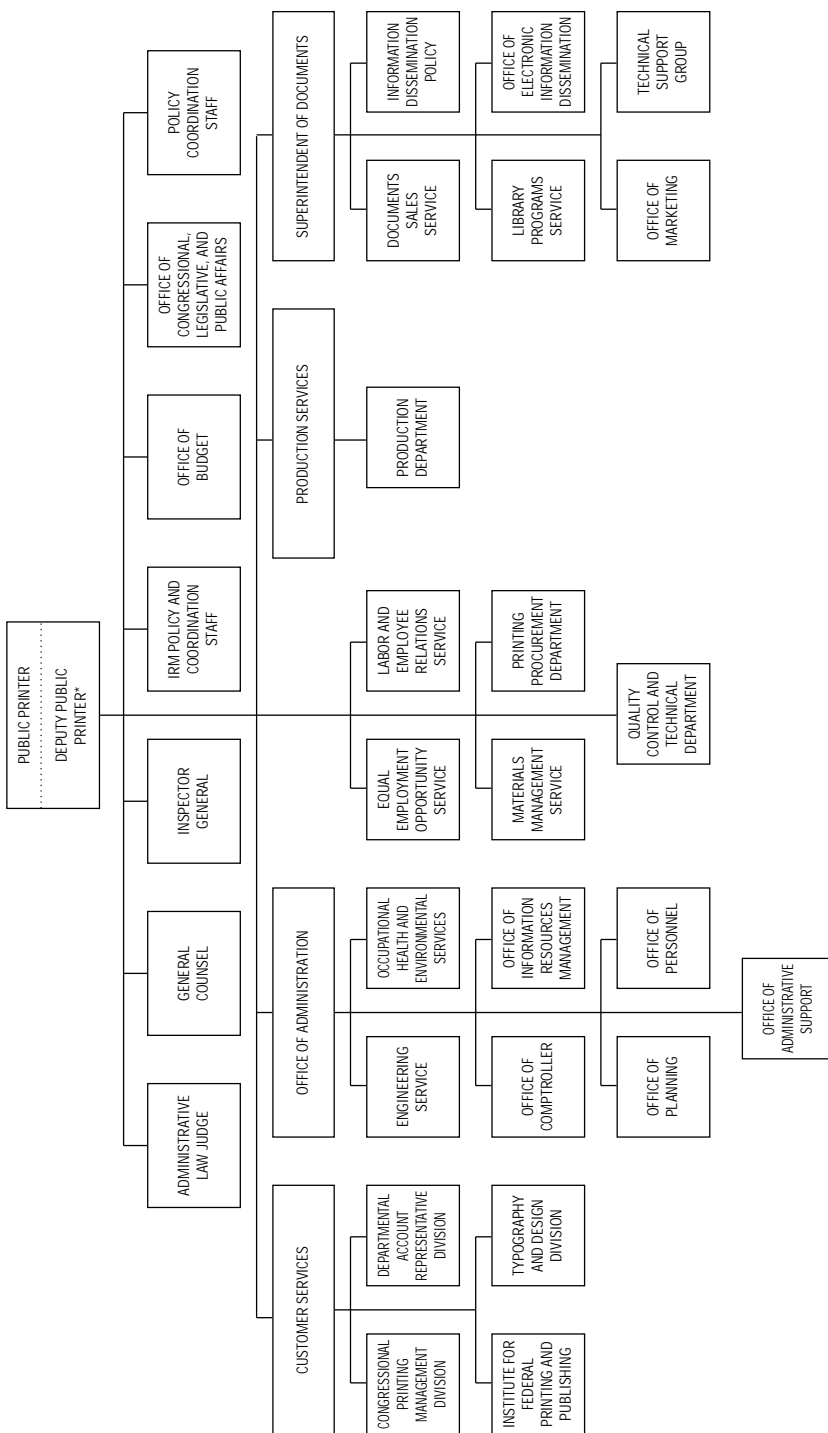 PUBLIC PRINTER
DEPUTY PUBLIC
PRINTER*
ADMINISTRATIVE
LAW JUDGE
GENERAL
COUNSEL
INSPECTOR
GENERAL
IRM POLICY AND
COORDINATION
STAFF
OFFICE OF
BUDGET
OFFICE OF
CONGRESSIONAL,
LEGISLATIVE, AND
PUBLIC AFFAIRS
POLICY
COORDINATION
STAFF
CUSTOMER SERVICES
OFFICE OF ADMINISTRATION
PRODUCTION SERVICES
SUPERINTENDENT OF DOCUMENTS
CONGRESSIONAL
PRINTING
MANAGEMENT
DIVISION
DEPARTMENTAL
ACCOUNT
REPRESENTATIVE
DIVISION
ENGINEERING
SERVICE
OCCUPATIONAL
HEALTH AND
ENVIRONMENTAL
SERVICES
EQUAL
EMPLOYMENT
OPPORTUNITY
SERVICE
LABOR AND
EMPLOYEE
RELATIONS
SERVICE
PRODUCTION
DEPARTMENT
DOCUMENTS
SALES
SERVICE
INFORMATION
DISSEMINATION
POLICY
INSTITUTE FOR
FEDERAL
PRINTING AND
PUBLISHING
TYPOGRAPHY
AND DESIGN
DIVISION
OFFICE OF
COMPTROLLER
OFFICE OF
INFORMATION
RESOURCES
MANAGEMENT
MATERIALS
MANAGEMENT
SERVICE
PRINTING
PROCUREMENT
DEPARTMENT
LIBRARY
PROGRAMS
SERVICE
OFFICE OF
ELECTRONIC
INFORMATION
DISSEMINATION
OFFICE OF
PLANNING
OFFICE OF
PERSONNEL
QUALITY
CONTROL AND
TECHNICAL
DEPARTMENT
OFFICE OF
MARKETING
TECHNICAL
SUPPORT
GROUP
OFFICE OF
ADMINISTRATIVE
SUPPORT